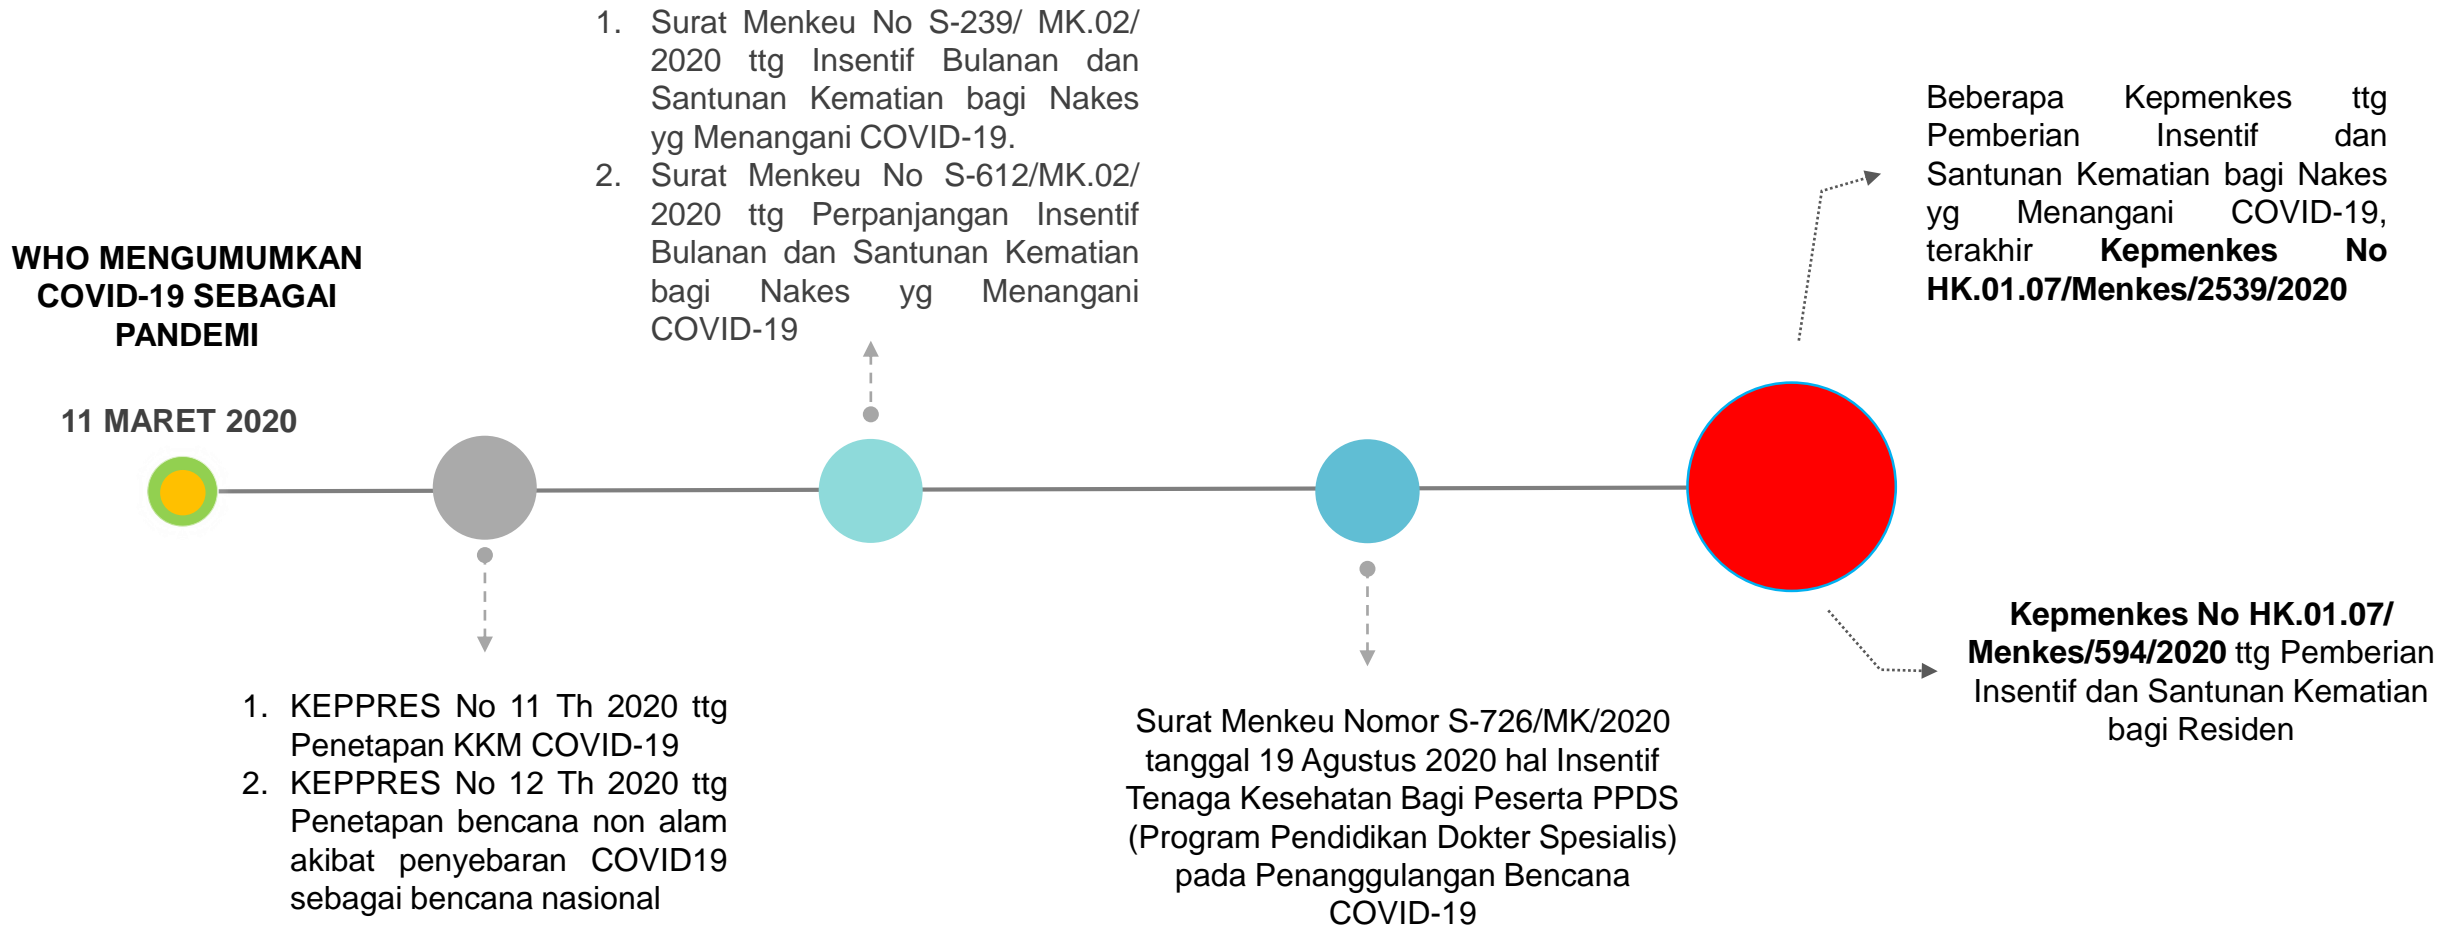 WHO MENGUMUMKAN
COVID-19 SEBAGAI
PANDEMI
11 MARET 2020
1. KEPPRES No 11 Th 2020 ttg
Penetapan KKM COVID-19
2. KEPPRES No 12 Th 2020 ttg
Penetapan bencana non alam
akibat penyebaran COVID19
sebagai bencana nasional
1. Surat Menkeu No S-239/ MK.02/
2020 ttg Insentif Bulanan dan
Santunan Kematian bagi Nakes
yg Menangani COVID-19.
2. Surat Menkeu No S-612/MK.02/
2020 ttg Perpanjangan Insentif
Bulanan dan Santunan Kematian
bagi Nakes yg Menangani
COVID-19
Surat Menkeu Nomor S-726/MK/2020
tanggal 19 Agustus 2020 hal Insentif
Tenaga Kesehatan Bagi Peserta PPDS
(Program Pendidikan Dokter Spesialis)
pada Penanggulangan Bencana
COVID-19
Beberapa Kepmenkes ttg
Pemberian Insentif dan
Santunan Kematian bagi Nakes
yg Menangani COVID-19,
terakhir Kepmenkes No
HK.01.07/Menkes/2539/2020
Kepmenkes No HK.01.07/
Menkes/594/2020 ttg Pemberian
Insentif dan Santunan Kematian
bagi Residen